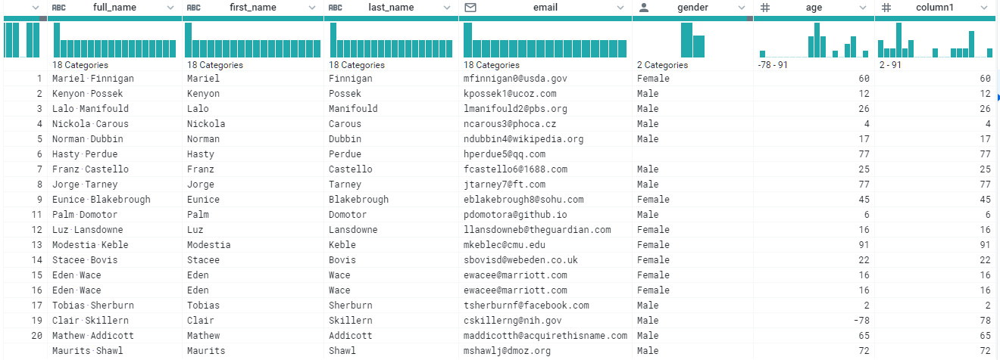 ABC full_name ABC first_name ABC last_name email gender # age # column1
18 Categories 18 Categories 18 Categories 18 Categories 2 Categories -78 - 91 2 - 91
1 Mariel·Finnigan Mariel Finnigan mfinnigan0@usda.gov Female 60 60
2 Kenyon·Possek Kenyon Possek kpossek1@ucoz.com Male 12 12
3 Lalo·Manifould Lalo Manifould lmanifould2@pbs.org Male 26 26
4 Nickola·Carous Nickola Carous ncarous3@phoca.cz Male 4 4
5 Norman·Dubbin Norman Dubbin ndubbin4@wikipedia.org Male 17 17
6 Hasty·Perdue Hasty Perdue hperdue5@qq.com 77 77
7 Franz·Castello Franz Castello fcastello6@1688.com Male 25 25
8 Jorge·Tarney Jorge Tarney jtarney7@ft.com Male 77 77
9 Eunice·Blakebrough Eunice Blakebrough eblakebrough8@sohu.com Female 45 45
11 Palm·Domotor Palm Domotor pdomotora@github.io Male 6 6
12 Luz·Lansdowne Luz Lansdowne llansdowneb@theguardian.com Female 16 16
13 Modestia·Keble Modestia Keble mkeblec@cmu.edu Female 91 91
14 Stacee·Bovis Stacee Bovis sbovisd@webeden.co.uk Female 22 22
15 Eden·Wace Eden Wace ewacee@marriott.com Female 16 16
16 Eden·Wace Eden Wace ewacee@marriott.com Female 16 16
17 Tobias·Sherburn Tobias Sherburn tsherburnf@facebook.com Male 2 2
19 Clair·Skillern Clair Skillern cskillerng@nih.gov Male -78 78
20 Mathew·Addicott Mathew Addicott maddicotth@acquirethisname.com Male 65 65
Maurits·Shawl Maurits Shawl mshawlj@dmoz.org Male 72 72